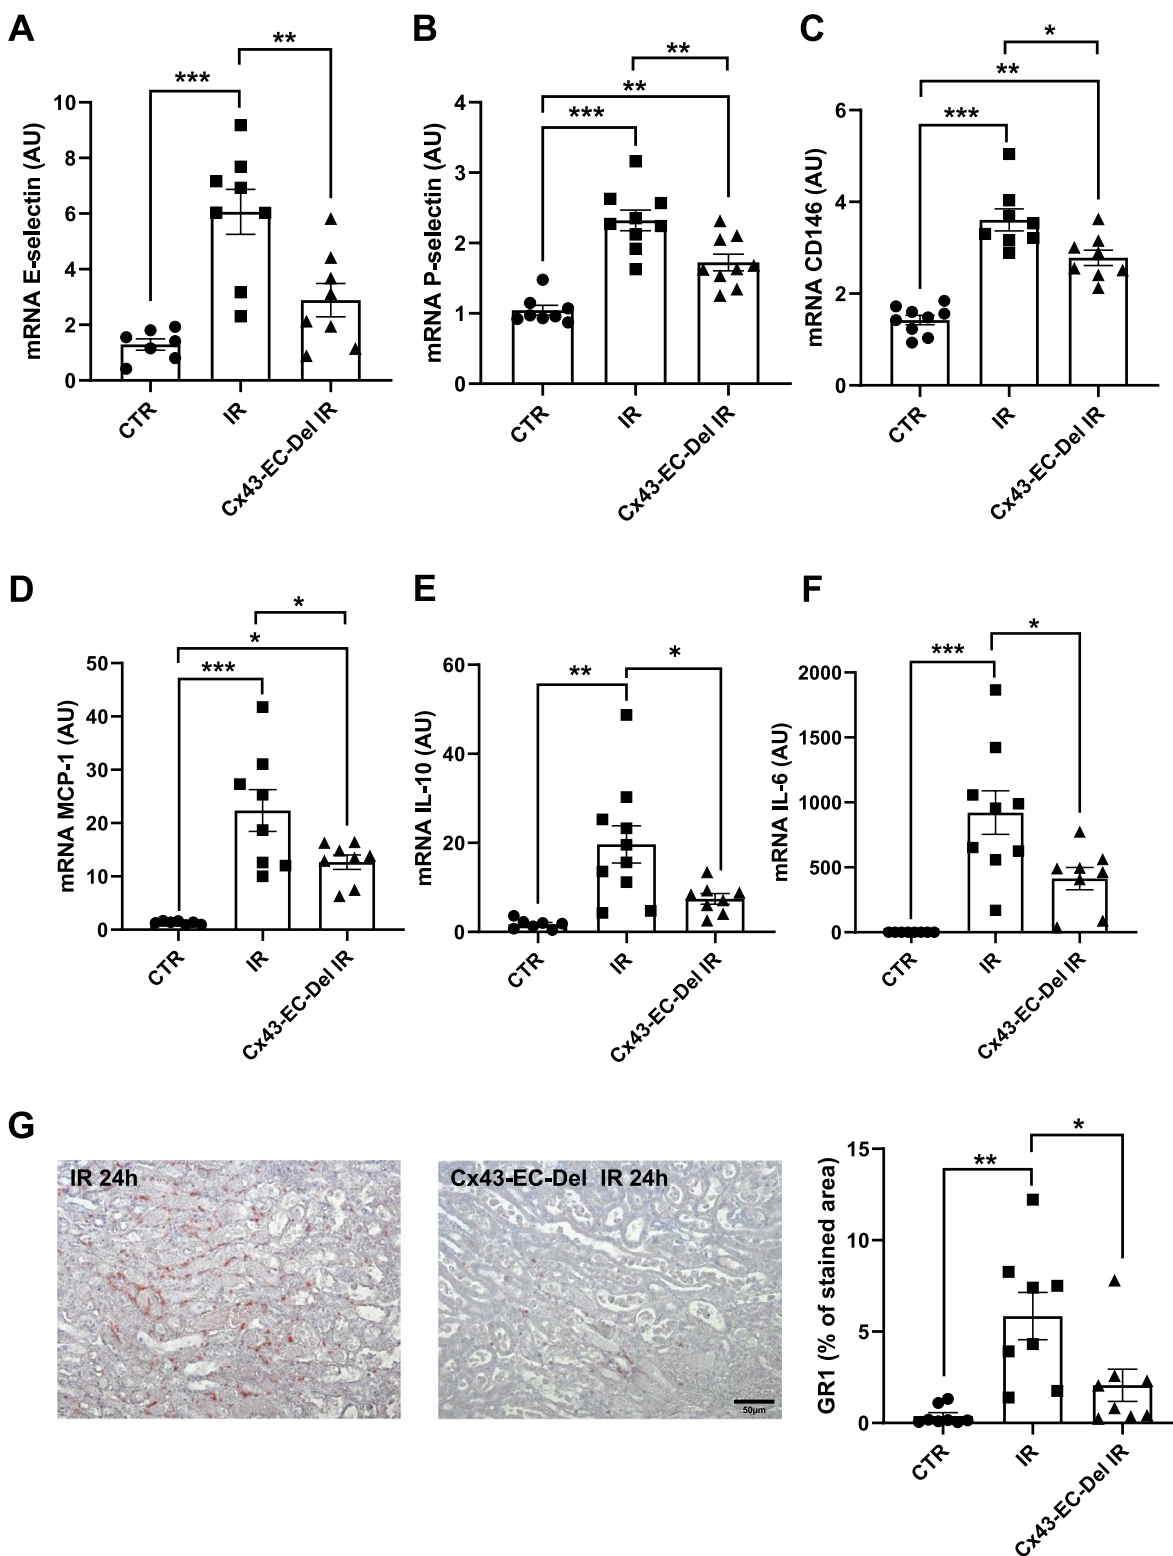 A
***
**
mRNA E-selectin (AU)
10
8
6
4
2
0
CTR
IR
Cx43-EC-Del IR
B
**
**
***
mRNA P-selectin (AU)
4
3
2
1
0
CTR
IR
Cx43-EC-Del IR
C
*
**
***
mRNA CD146 (AU)
6
4
2
0
CTR
IR
Cx43-EC-Del IR
D
*
*
***
mRNA MCP-1 (AU)
50
40
30
20
10
0
CTR
IR
Cx43-EC-Del IR
E
**
*
mRNA IL-10 (AU)
60
40
20
0
CTR
IR
Cx43-EC-Del IR
F
***
*
mRNA IL-6 (AU)
2000
1500
1000
500
0
CTR
IR
Cx43-EC-Del IR
G
IR 24h
Cx43-EC-Del IR 24h
50µm
**
*
GR1 (% of stained area)
15
10
5
0
CTR
IR
Cx43-EC-Del IR